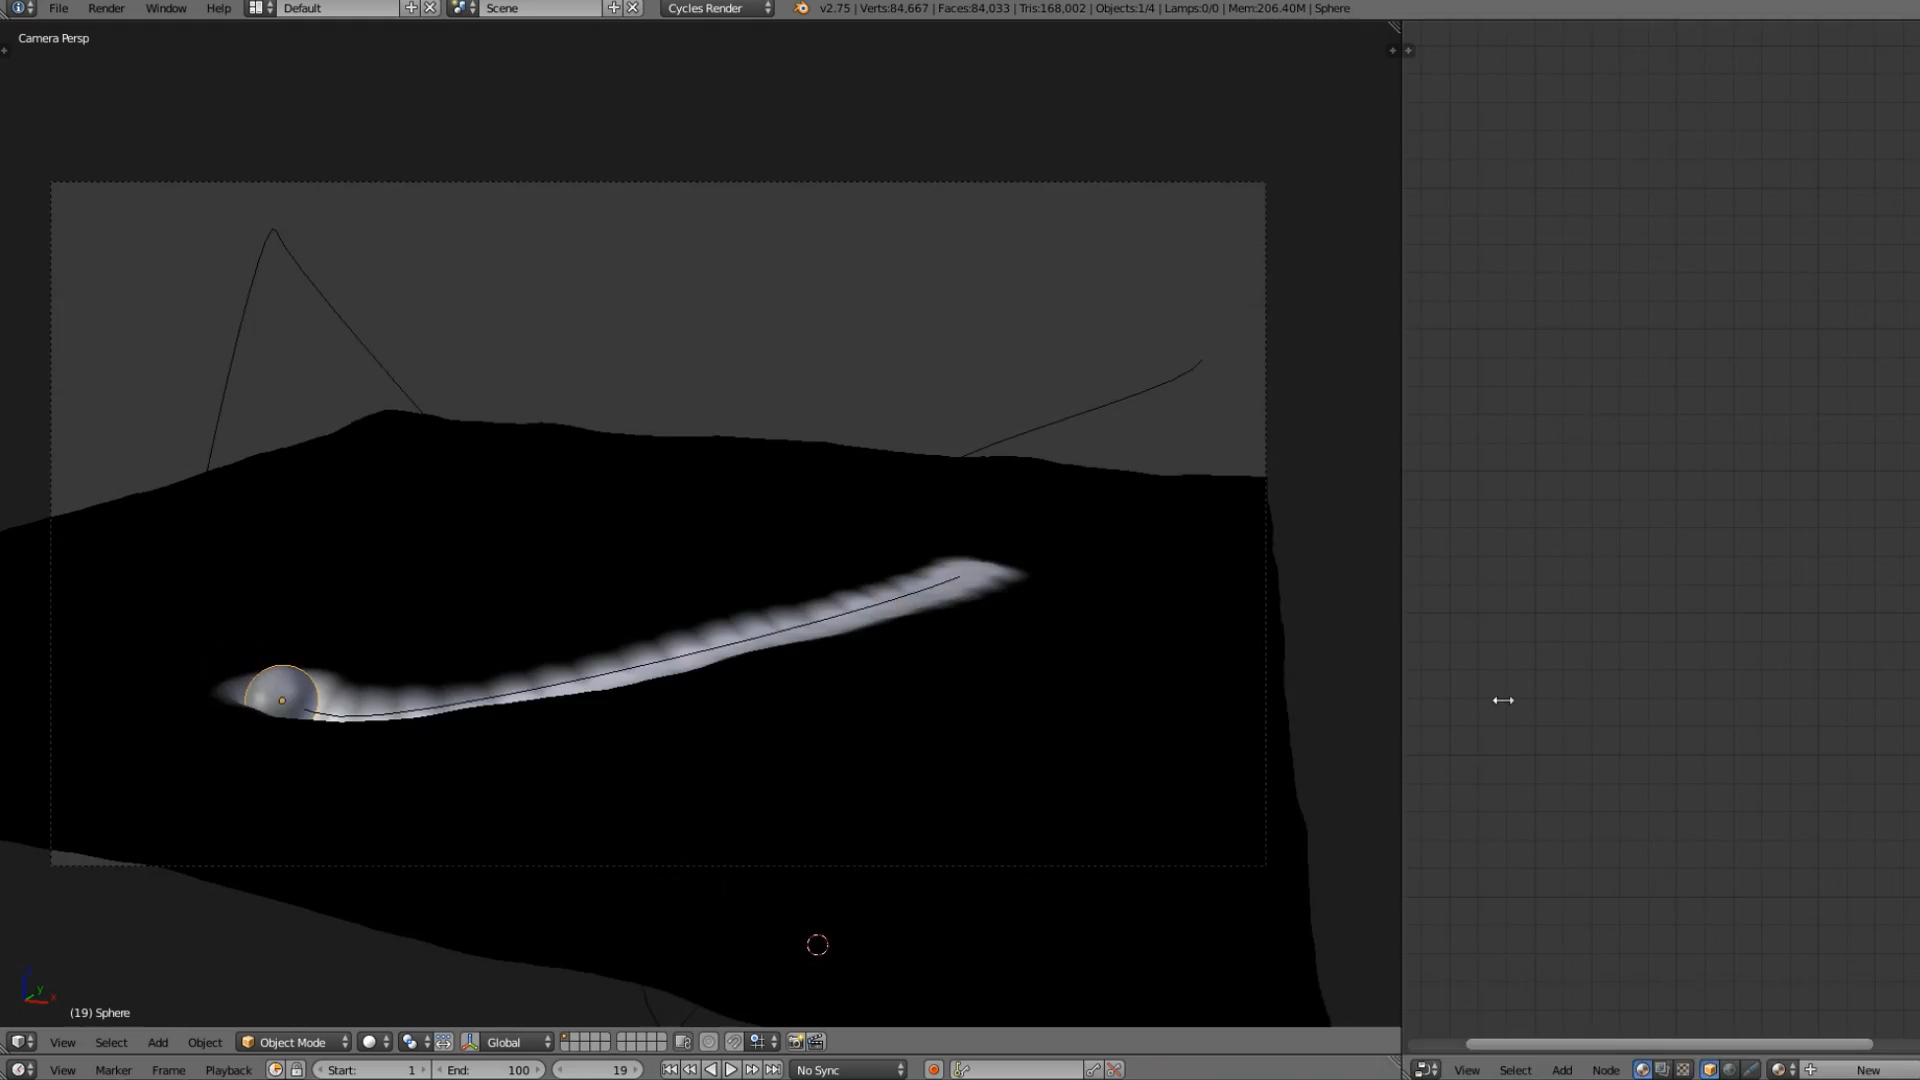 File Render Window Help Default Scene Cycles Render v2.75 | Verts:84,667 | Faces:84,033 | Tris:168,002 | Objects:1/4 | Lamps:0/0 | Mem:206.40M | Sphere
Camera Persp
z
y
x
(19) Sphere
View Select Add Object Object Mode Global
View Marker Frame Playback Start: 1 End: 100 19 No Sync View Select Add Node New